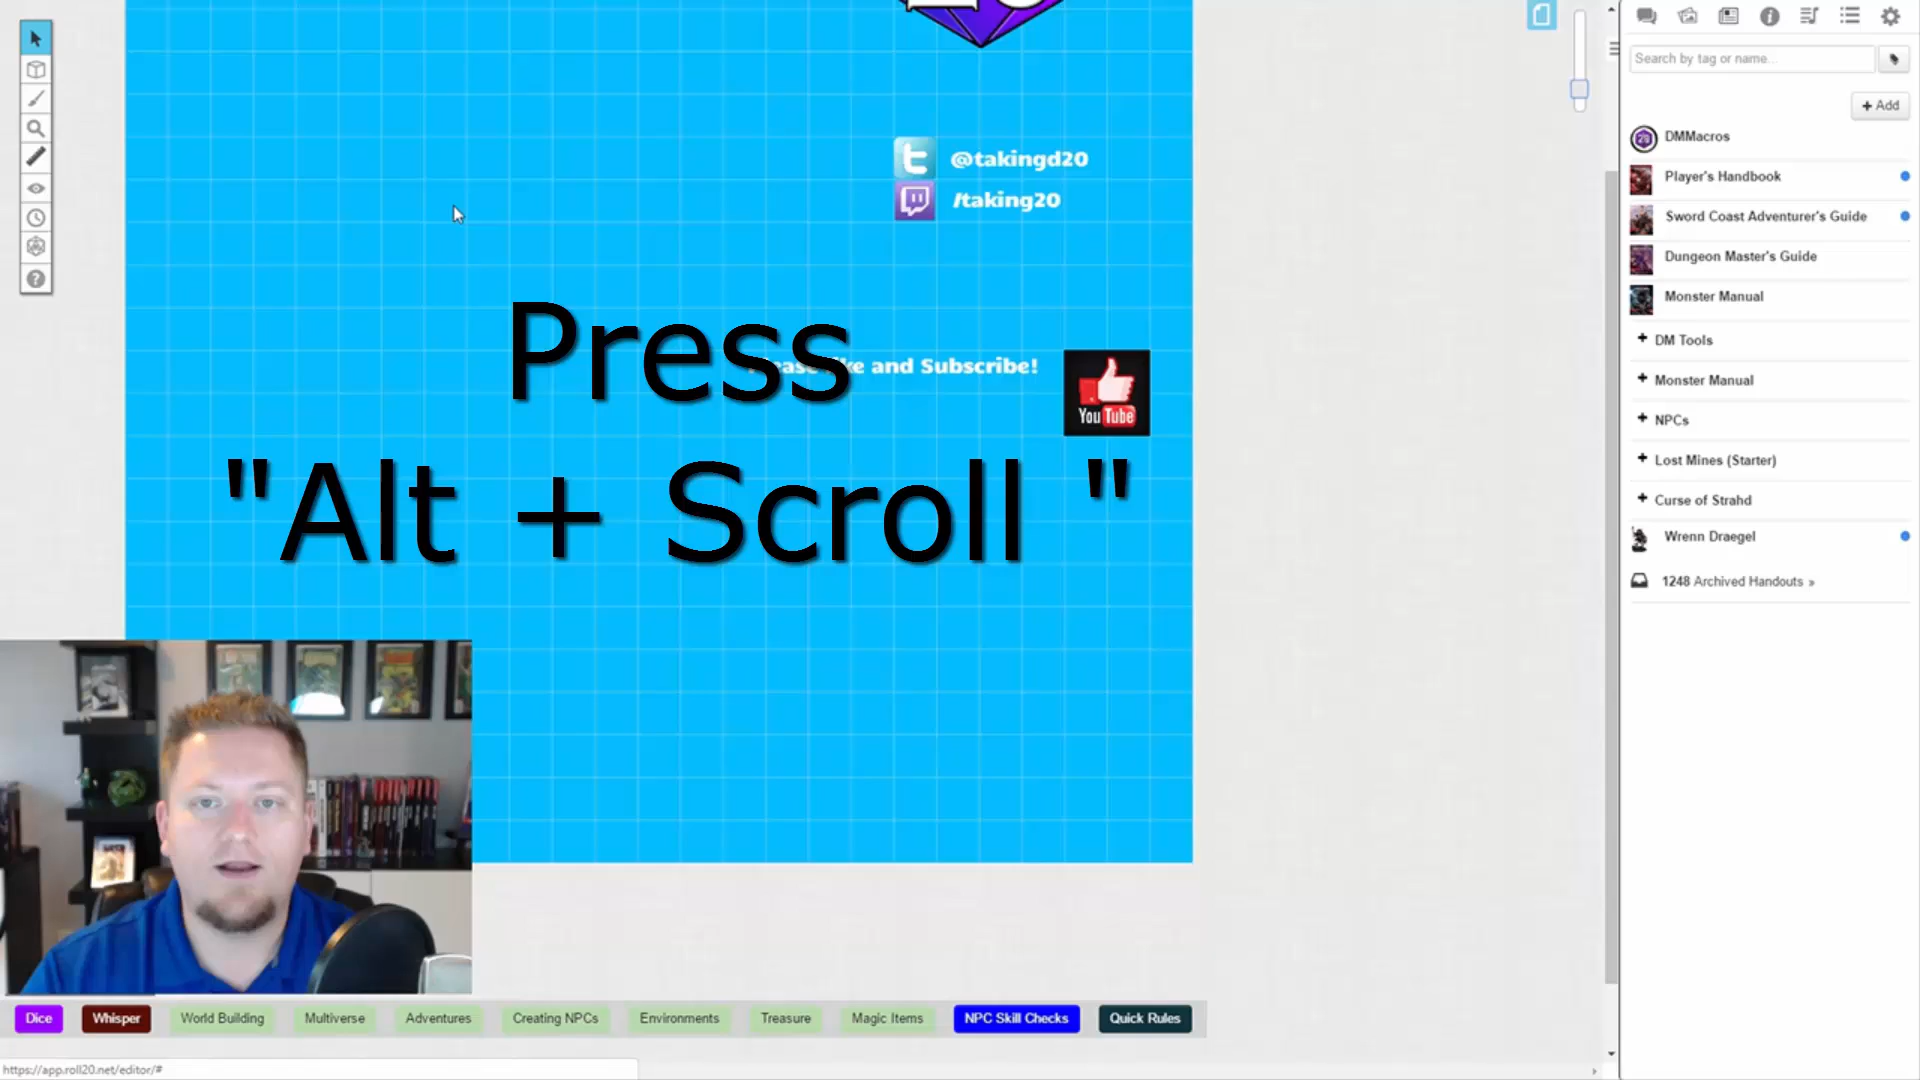 Search by tag or name...
+ Add
DMMacros
@takingd20
Player's Handbook
/taking20
Sword Coast Adventurer's Guide
Dungeon Master's Guide
Monster Manual
DM Tools
Press
ke and Subscribe!
Monster Manual
You Tube
NPCs
Lost Mines (Starter)
"Alt + Scroll "
Curse of Strahd
Wrenn Draegel
1248 Archived Handouts »
Dice
Whisper
World Building
Multiverse
Adventures
Creating NPCs
Environments
Treasure
Magic Items
NPC Skill Checks
Quick Rules
https://app.roll20.net/editor/#